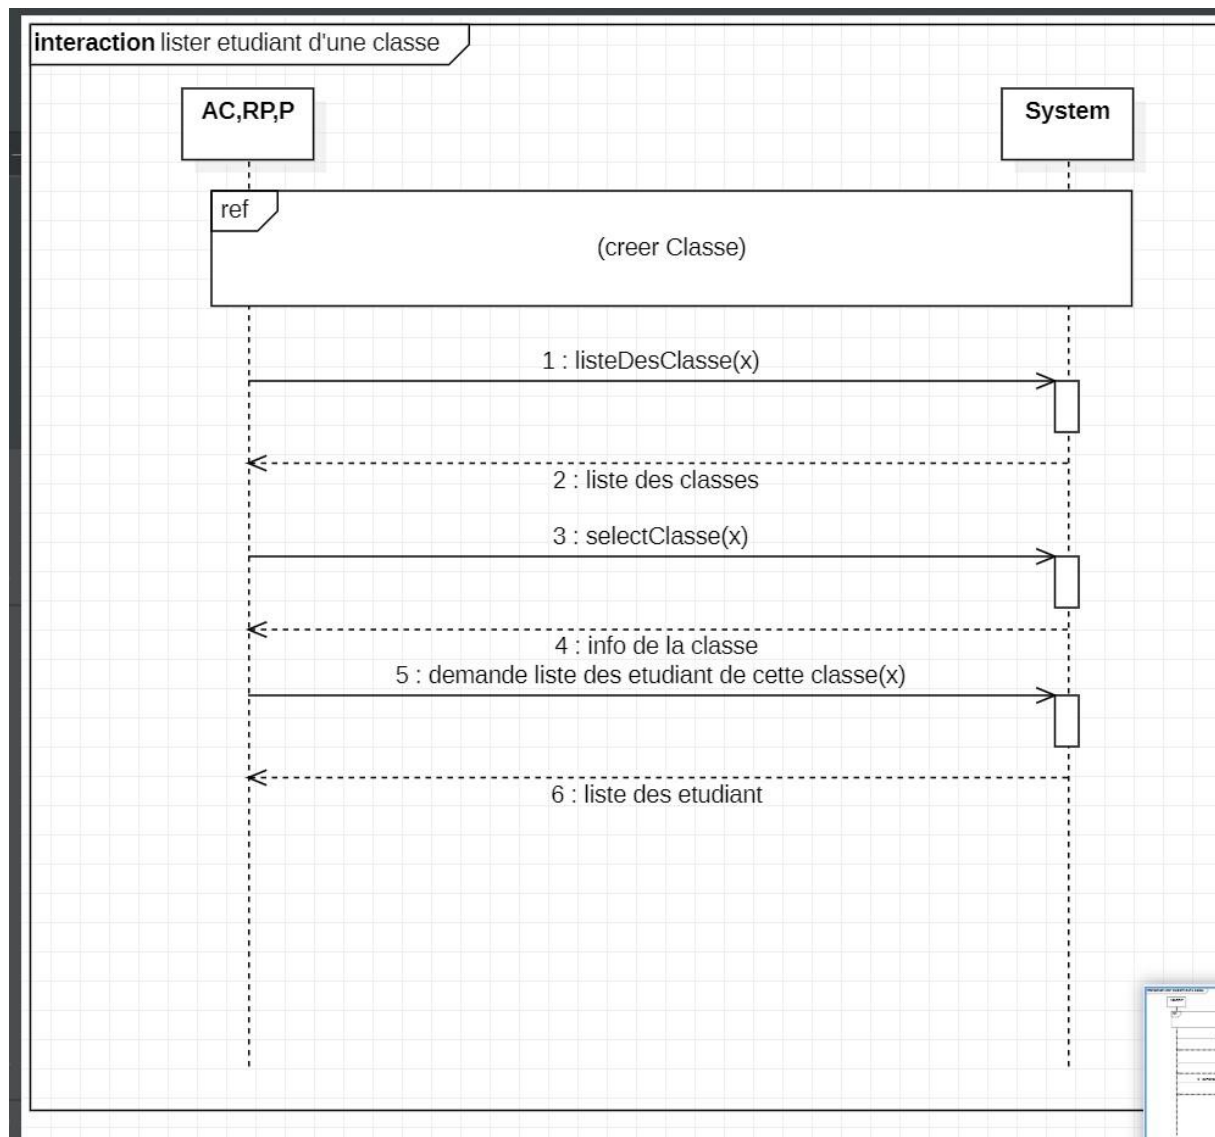 interaction lister etudiant d'une classe
AC,RP,P
System
ref
(creer Classe)
1 : listeDesClasse(x)
2 : liste des classes
3 : selectClasse(x)
4 : info de la classe
5 : demande liste des etudiant de cette classe(x)
6 : liste des etudiant